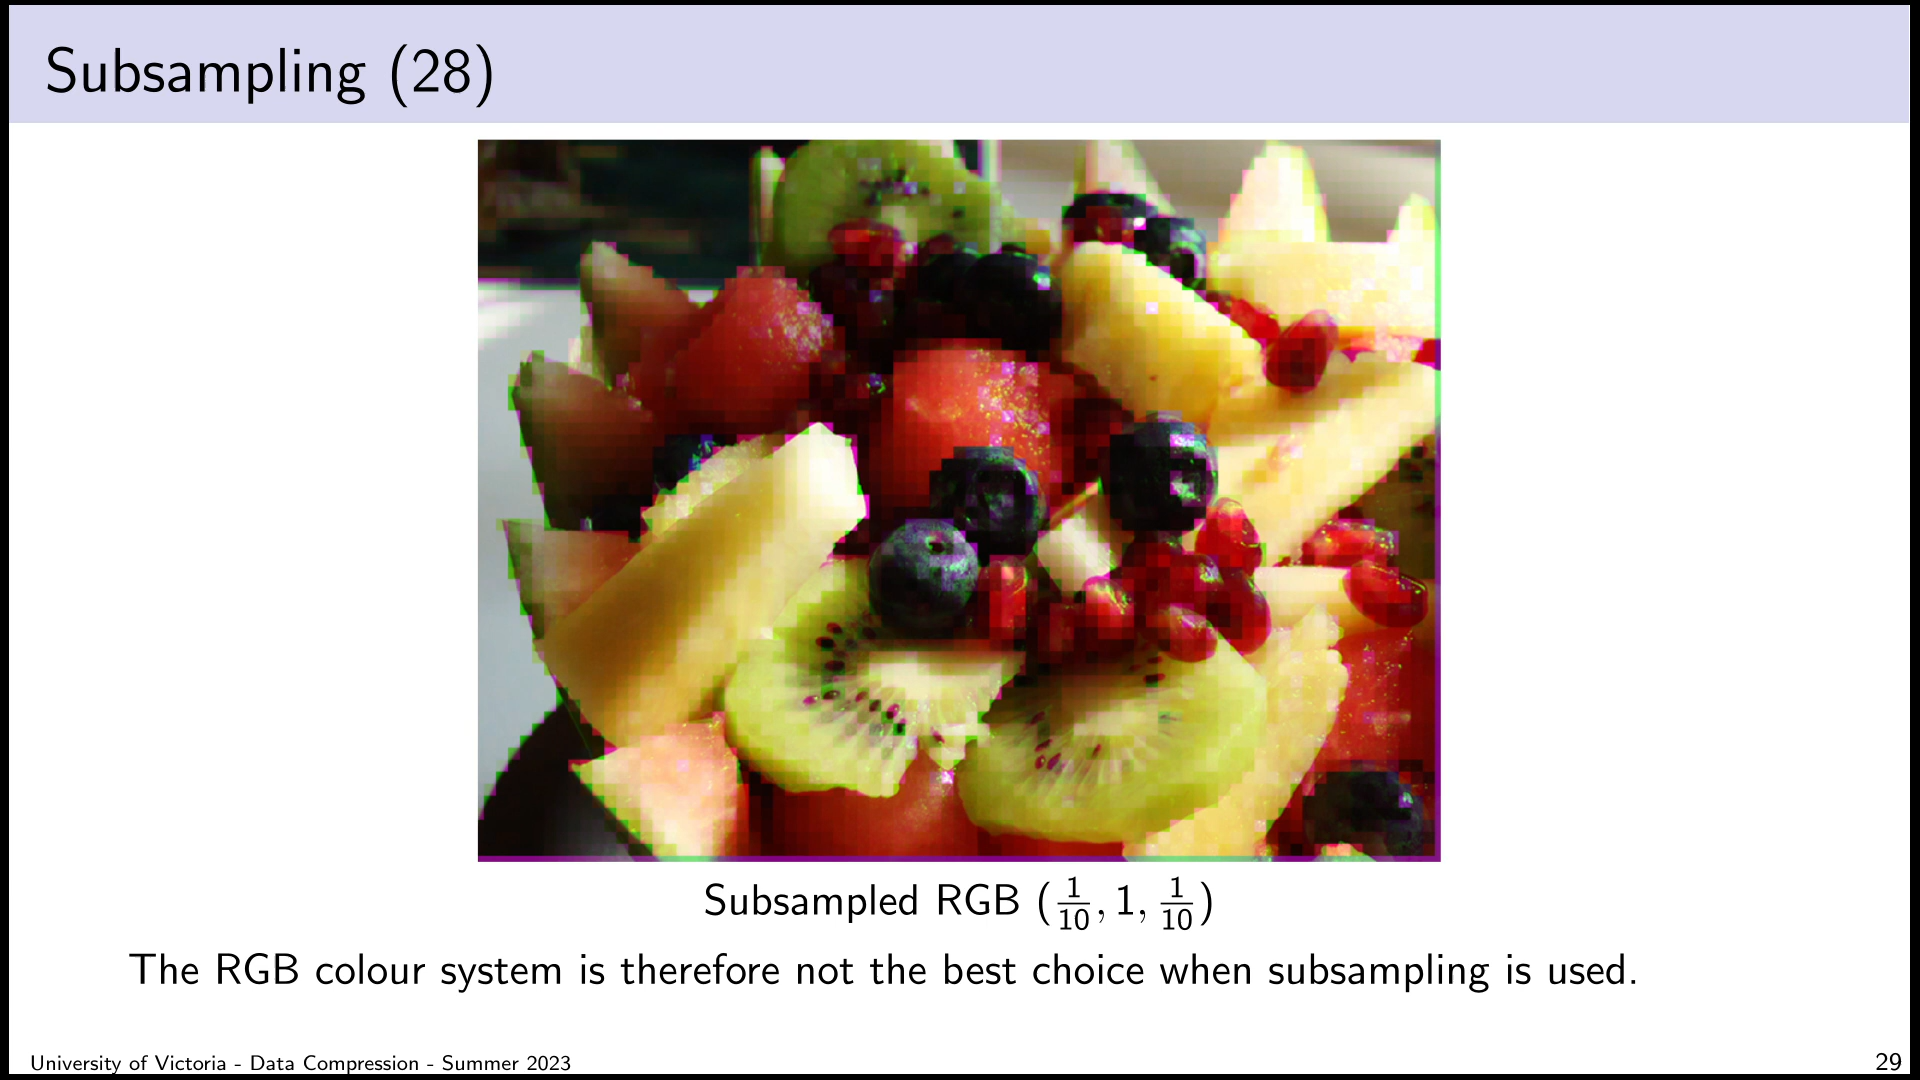 Subsampling (28)
Subsampled RGB (1/10, 1, 1/10)
The RGB colour system is therefore not the best choice when subsampling is used.
University of Victoria - Data Compression - Summer 2023
29